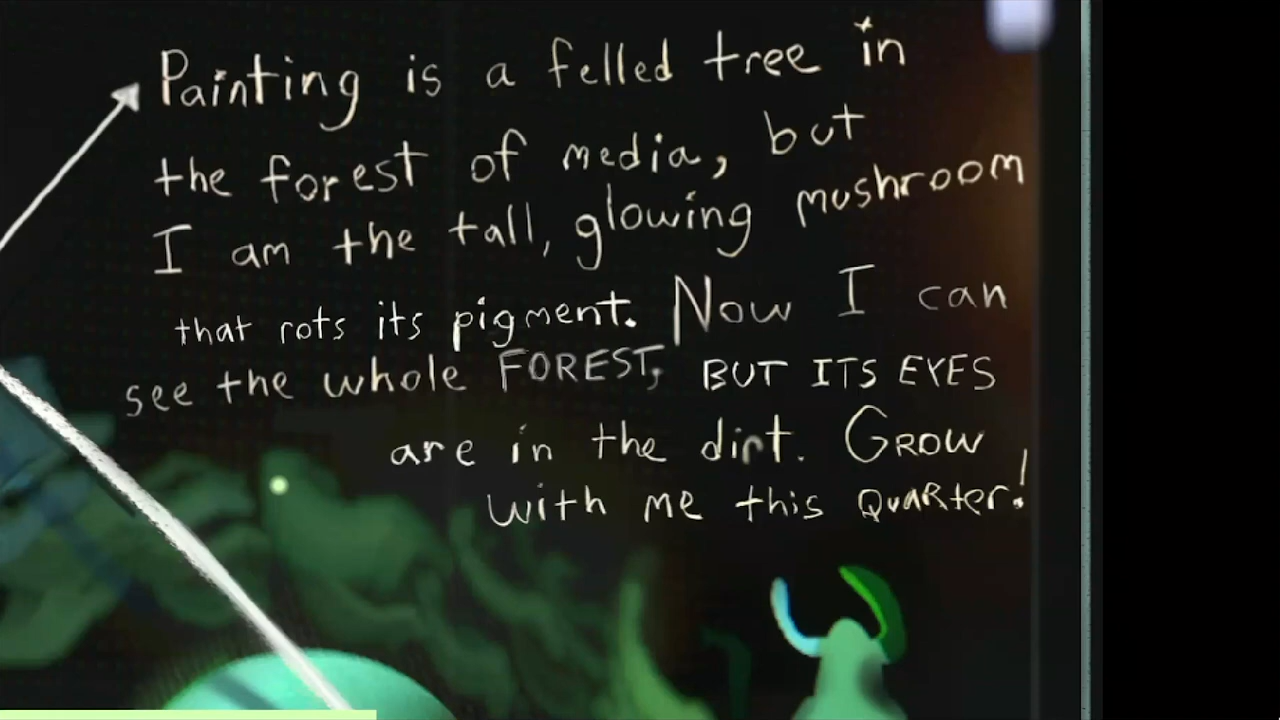 Painting is a felled tree in
the forest of media, but
I am the tall, glowing mushroom
that rots its pigment. Now I can
see the whole FOREST, BUT ITS EYES
are in the dirt. GROW
with me this QUARTER!